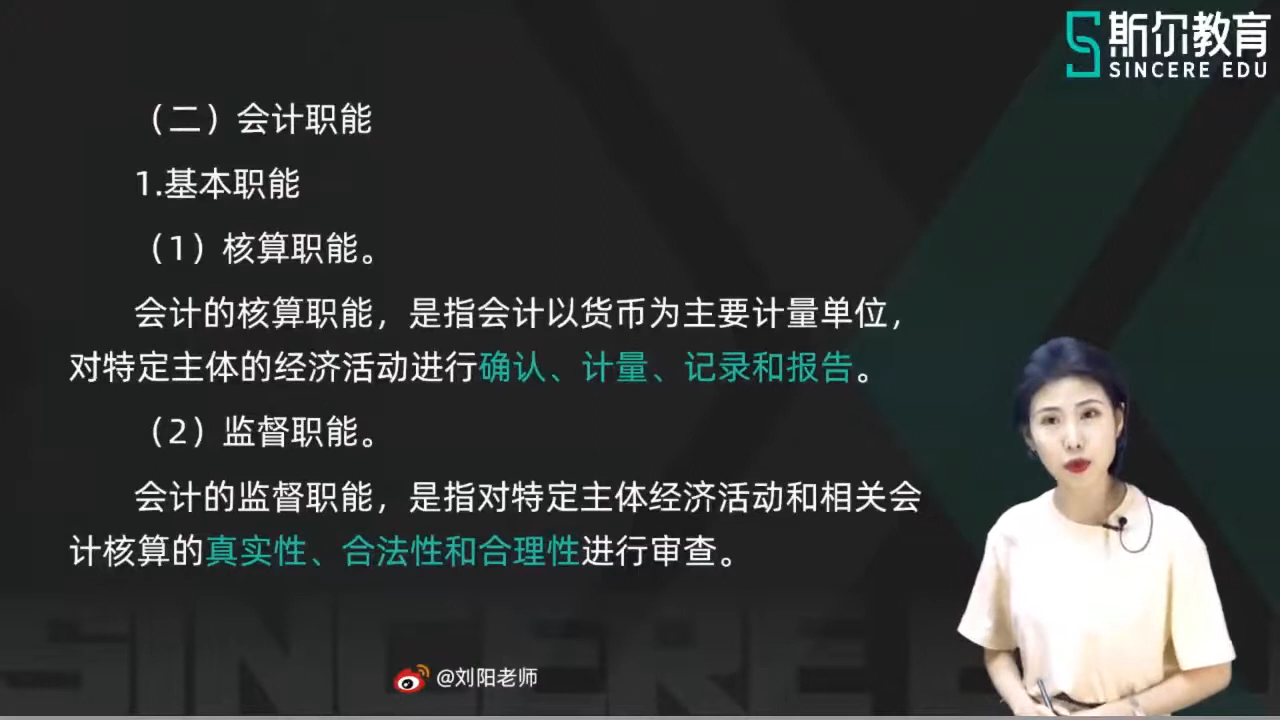 斯尔教育
SINCERE EDU
（二）会计职能
1.基本职能
（1）核算职能。
会计的核算职能，是指会计以货币为主要计量单位，
对特定主体的经济活动进行确认、计量、记录和报告。
（2）监督职能。
会计的监督职能，是指对特定主体经济活动和相关会
计核算的真实性、合法性和合理性进行审查。
SINCERE E
@刘阳老师